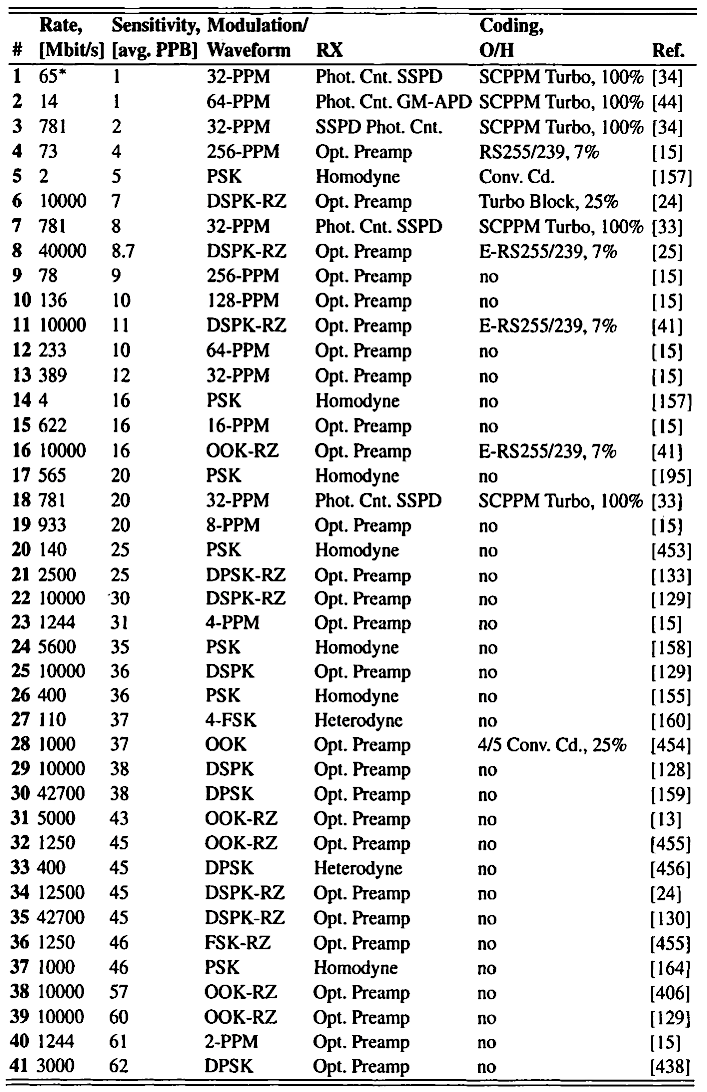 Rate, Sensitivity, Modulation/ Coding,
# [Mbit/s] [avg. PPB] Waveform RX O/H Ref.
1 65* 1 32-PPM Phot. Cnt. SSPD SCPPM Turbo, 100% [34]
2 14 1 64-PPM Phot. Cnt. GM-APD SCPPM Turbo, 100% [44]
3 781 2 32-PPM SSPD Phot. Cnt. SCPPM Turbo, 100% [34]
4 73 4 256-PPM Opt. Preamp RS255/239, 7% [15]
5 2 5 PSK Homodyne Conv. Cd. [157]
6 10000 7 DSPK-RZ Opt. Preamp Turbo Block, 25% [24]
7 781 8 32-PPM Phot. Cnt. SSPD SCPPM Turbo, 100% [33]
8 40000 8.7 DSPK-RZ Opt. Preamp E-RS255/239, 7% [25]
9 78 9 256-PPM Opt. Preamp no [15]
10 136 10 128-PPM Opt. Preamp no [15]
11 10000 11 DSPK-RZ Opt. Preamp E-RS255/239, 7% [41]
12 233 10 64-PPM Opt. Preamp no [15]
13 389 12 32-PPM Opt. Preamp no [15]
14 4 16 PSK Homodyne no [157]
15 622 16 16-PPM Opt. Preamp no [15]
16 10000 16 OOK-RZ Opt. Preamp E-RS255/239, 7% [41]
17 565 20 PSK Homodyne no [195]
18 781 20 32-PPM Phot. Cnt. SSPD SCPPM Turbo, 100% [33]
19 933 20 8-PPM Opt. Preamp no [15]
20 140 25 PSK Homodyne no [453]
21 2500 25 DPSK-RZ Opt. Preamp no [133]
22 10000 30 DSPK-RZ Opt. Preamp no [129]
23 1244 31 4-PPM Opt. Preamp no [15]
24 5600 35 PSK Homodyne no [158]
25 10000 36 DSPK Opt. Preamp no [129]
26 400 36 PSK Homodyne no [155]
27 110 37 4-FSK Heterodyne no [160]
28 1000 37 OOK Opt. Preamp 4/5 Conv. Cd., 25% [454]
29 10000 38 DSPK Opt. Preamp no [128]
30 42700 38 DPSK Opt. Preamp no [159]
31 5000 43 OOK-RZ Opt. Preamp no [13]
32 1250 45 OOK-RZ Opt. Preamp no [455]
33 400 45 DPSK Heterodyne no [456]
34 12500 45 DSPK-RZ Opt. Preamp no [24]
35 42700 45 DSPK-RZ Opt. Preamp no [130]
36 1250 46 FSK-RZ Opt. Preamp no [455]
37 1000 46 PSK Homodyne no [164]
38 10000 57 OOK-RZ Opt. Preamp no [406]
39 10000 60 OOK-RZ Opt. Preamp no [129]
40 1244 61 2-PPM Opt. Preamp no [15]
41 3000 62 DPSK Opt. Preamp no [438]